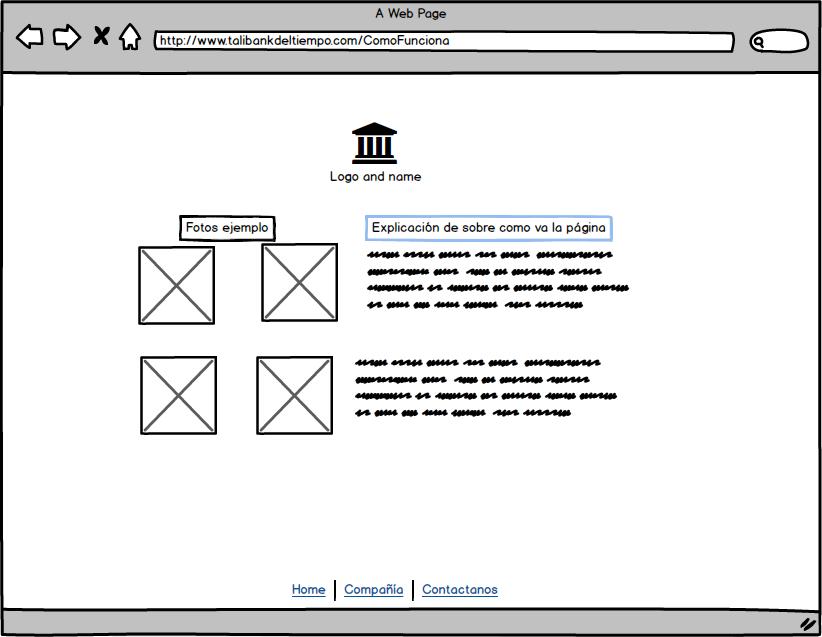 A Web Page
http://www.talibankdeltiempo.com/ComoFunciona
Logo and name
Fotos ejemplo
Explicación de sobre como va la página
Home
Compañía
Contactanos